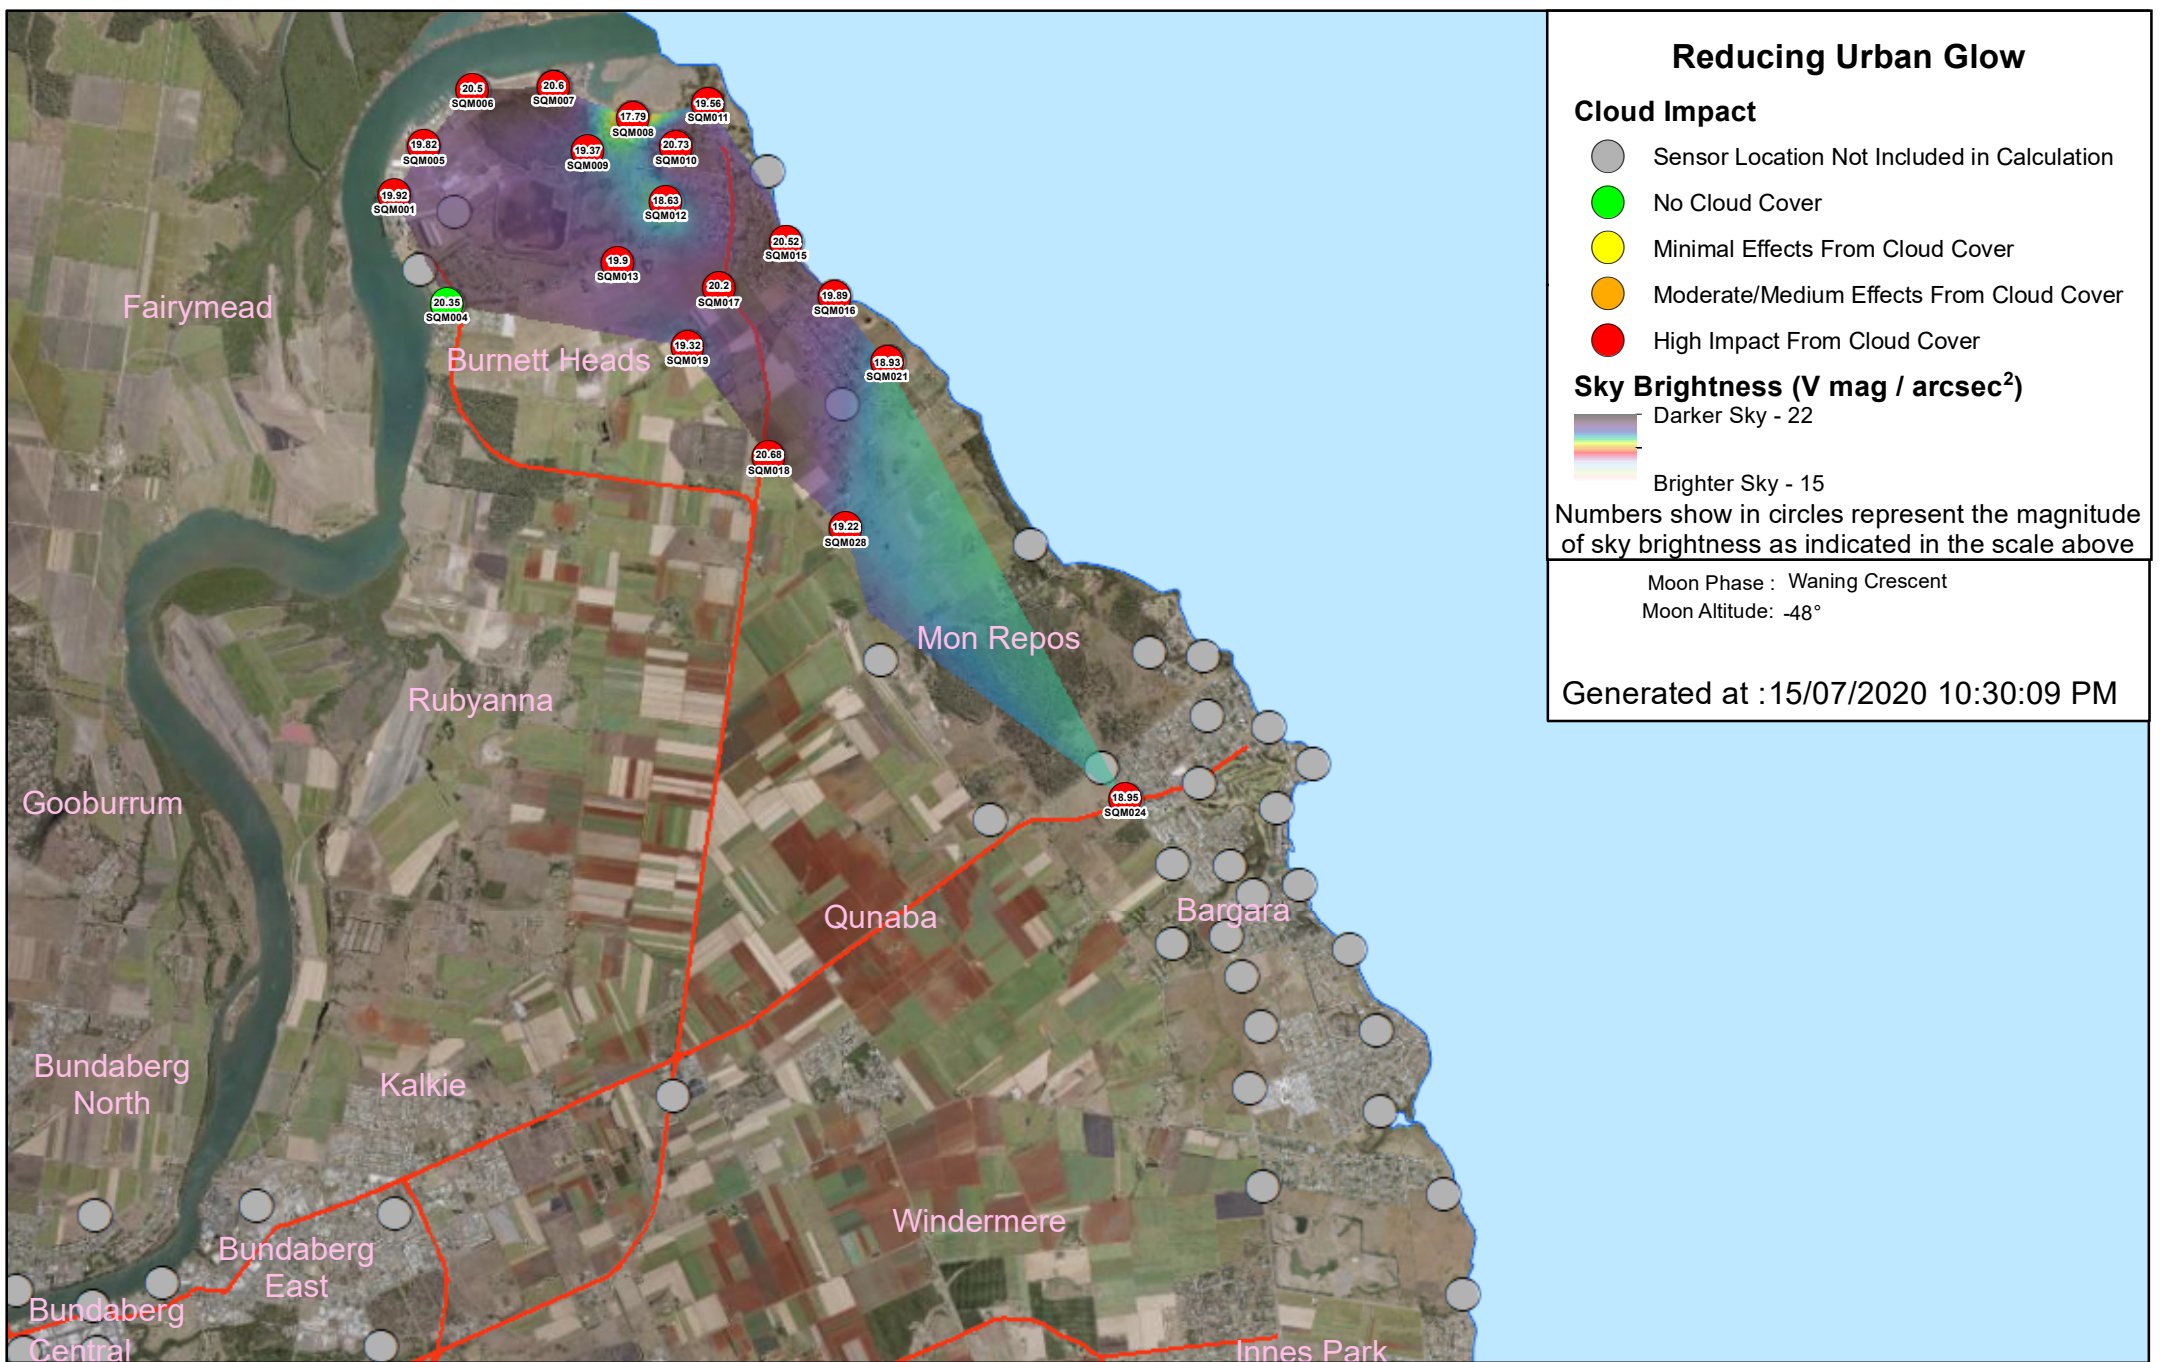 Reducing Urban Glow
Cloud Impact
Sensor Location Not Included in Calculation
No Cloud Cover
Minimal Effects From Cloud Cover
Moderate/Medium Effects From Cloud Cover
High Impact From Cloud Cover
Sky Brightness (V mag / arcsec²)
Darker Sky - 22
Brighter Sky - 15
Numbers show in circles represent the magnitude
of sky brightness as indicated in the scale above
Moon Phase : Waning Crescent
Moon Altitude: -48°
Generated at :15/07/2020 10:30:09 PM
20.5
SQM006
20.6
SQM007
17.79
SQM008
19.56
SQM011
19.82
SQM005
19.37
SQM009
20.73
SQM010
19.92
SQM001
18.63
SQM012
20.52
SQM015
19.9
SQM013
20.2
SQM017
19.89
SQM016
20.35
SQM004
19.32
SQM019
18.93
SQM021
20.68
SQM018
19.22
SQM028
18.95
SQM024
Fairymead
Burnett Heads
Mon Repos
Rubyanna
Gooburrum
Qunaba
Bargara
Bundaberg
North
Kalkie
Windermere
Bundaberg
East
Bundaberg
Central
Innes Park